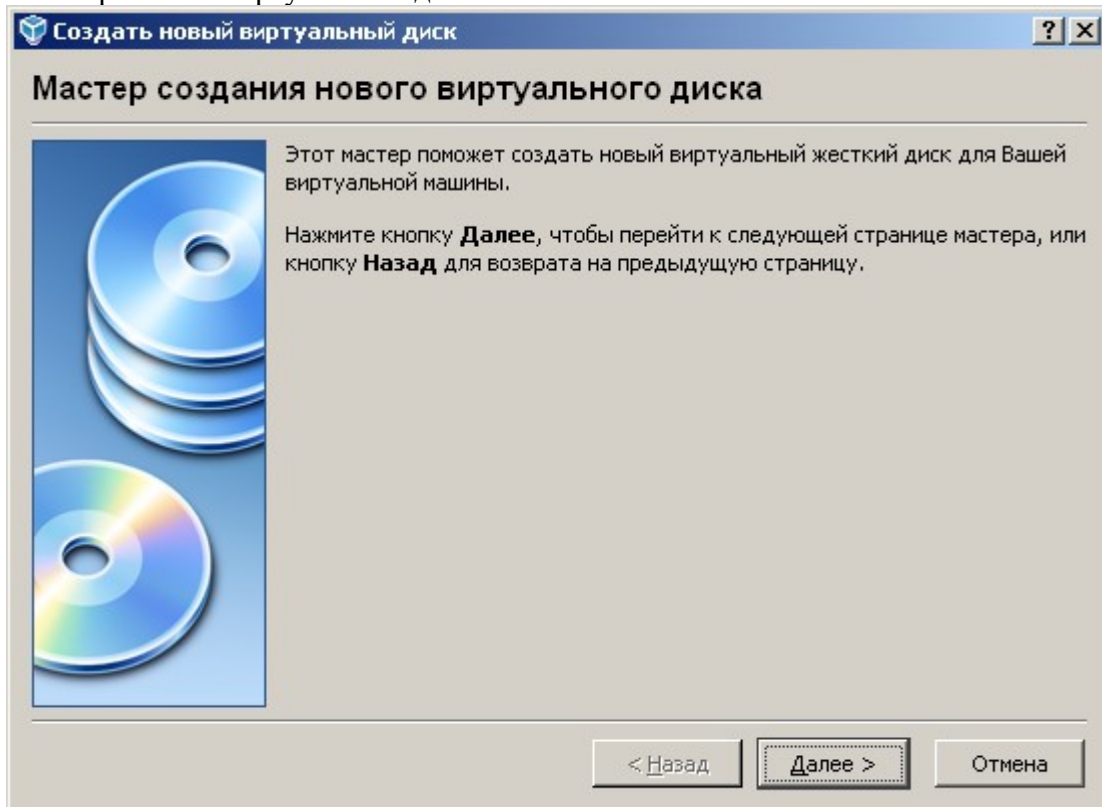 Создать новый виртуальный диск
Мастер создания нового виртуального диска
Этот мастер поможет создать новый виртуальный жесткий диск для Вашей
виртуальной машины.
Нажмите кнопку Далее, чтобы перейти к следующей странице мастера, или
кнопку Назад для возврата на предыдущую страницу.
< Назад
Далее >
Отмена